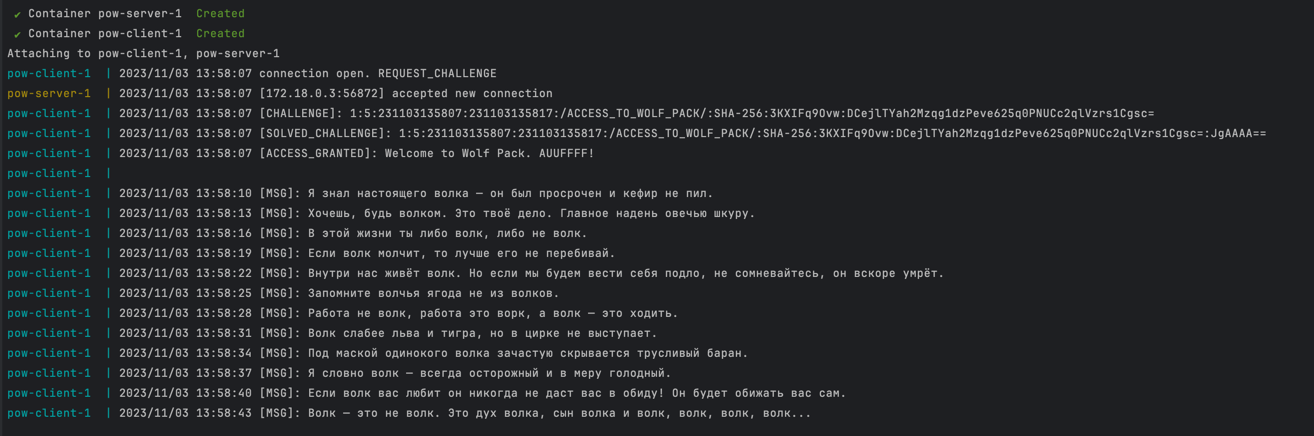 ✔ Container pow-server-1  Created
✔ Container pow-client-1  Created
Attaching to pow-client-1, pow-server-1
pow-client-1  | 2023/11/03 13:58:07 connection open. REQUEST_CHALLENGE
pow-server-1  | 2023/11/03 13:58:07 [172.18.0.3:56872] accepted new connection
pow-client-1  | 2023/11/03 13:58:07 [CHALLENGE]: 1:5:231103135807:231103135817:/ACCESS_TO_WOLF_PACK/:SHA-256:3KXIFq9Ovw:DCejlTYah2Mzqg1dzPeve625q0PNUCc2qlVzrs1Cgsc=
pow-client-1  | 2023/11/03 13:58:07 [SOLVED_CHALLENGE]: 1:5:231103135807:231103135817:/ACCESS_TO_WOLF_PACK/:SHA-256:3KXIFq9Ovw:DCejlTYah2Mzqg1dzPeve625q0PNUCc2qlVzrs1Cgsc=:JgAAAA==
pow-client-1  | 2023/11/03 13:58:07 [ACCESS_GRANTED]: Welcome to Wolf Pack. AUUFFFF!
pow-client-1  |
pow-client-1  | 2023/11/03 13:58:10 [MSG]: Я знал настоящего волка — он был просрочен и кефир не пил.
pow-client-1  | 2023/11/03 13:58:13 [MSG]: Хочешь, будь волком. Это твоё дело. Главное надень овечью шкуру.
pow-client-1  | 2023/11/03 13:58:16 [MSG]: В этой жизни ты либо волк, либо не волк.
pow-client-1  | 2023/11/03 13:58:19 [MSG]: Если волк молчит, то лучше его не перебивай.
pow-client-1  | 2023/11/03 13:58:22 [MSG]: Внутри нас живёт волк. Но если мы будем вести себя подло, не сомневайтесь, он вскоре умрёт.
pow-client-1  | 2023/11/03 13:58:25 [MSG]: Запомните волчья ягода не из волков.
pow-client-1  | 2023/11/03 13:58:28 [MSG]: Работа не волк, работа это ворк, а волк — это ходить.
pow-client-1  | 2023/11/03 13:58:31 [MSG]: Волк слабее льва и тигра, но в цирке не выступает.
pow-client-1  | 2023/11/03 13:58:34 [MSG]: Под маской одинокого волка зачастую скрывается трусливый баран.
pow-client-1  | 2023/11/03 13:58:37 [MSG]: Я словно волк — всегда осторожный и в меру голодный.
pow-client-1  | 2023/11/03 13:58:40 [MSG]: Если волк вас любит он никогда не даст вас в обиду! Он будет обижать вас сам.
pow-client-1  | 2023/11/03 13:58:43 [MSG]: Волк — это не волк. Это дух волка, сын волка и волк, волк, волк, волк...